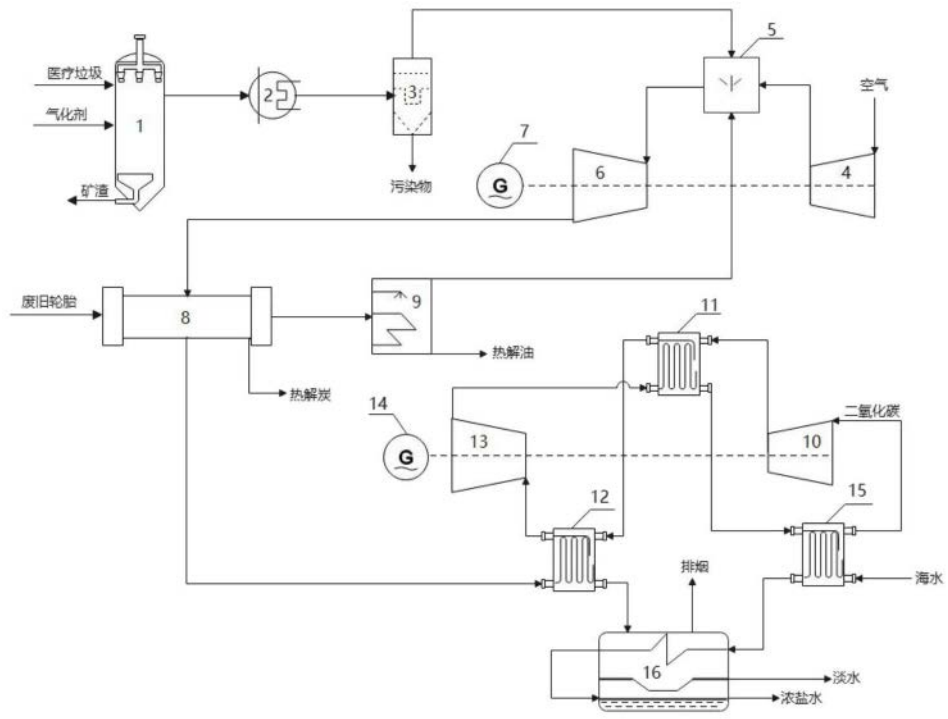 5
医疗垃圾
2
3
空气
气化剂
1
7
污染物
6
4
矿渣
G
废旧轮胎
8
9
11
热解油
热解炭
14
二氧化碳
13
10
G
12
15
排烟
海水
16
淡水
浓盐水